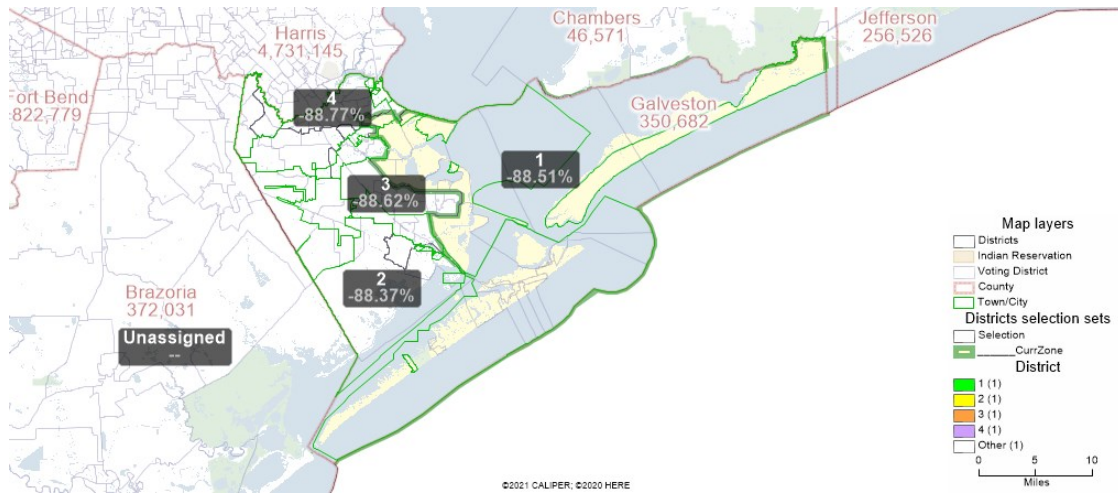 Harris
4,731,145
Chambers
46,571
Jefferson
256,526
ort Bend
822,779
4
-88.77%
Galveston
350,682
1
-88.51%
3
-88.62%
2
-88.37%
Brazoria
372,031
Unassigned
--
Map layers
Districts
Indian Reservation
Voting District
County
Town/City
Districts selection sets
Selection
______CurrZone
District
1 (1)
2 (1)
3 (1)
4 (1)
Other (1)
0 5 10
Miles
©2021 CALIPER; ©2020 HERE